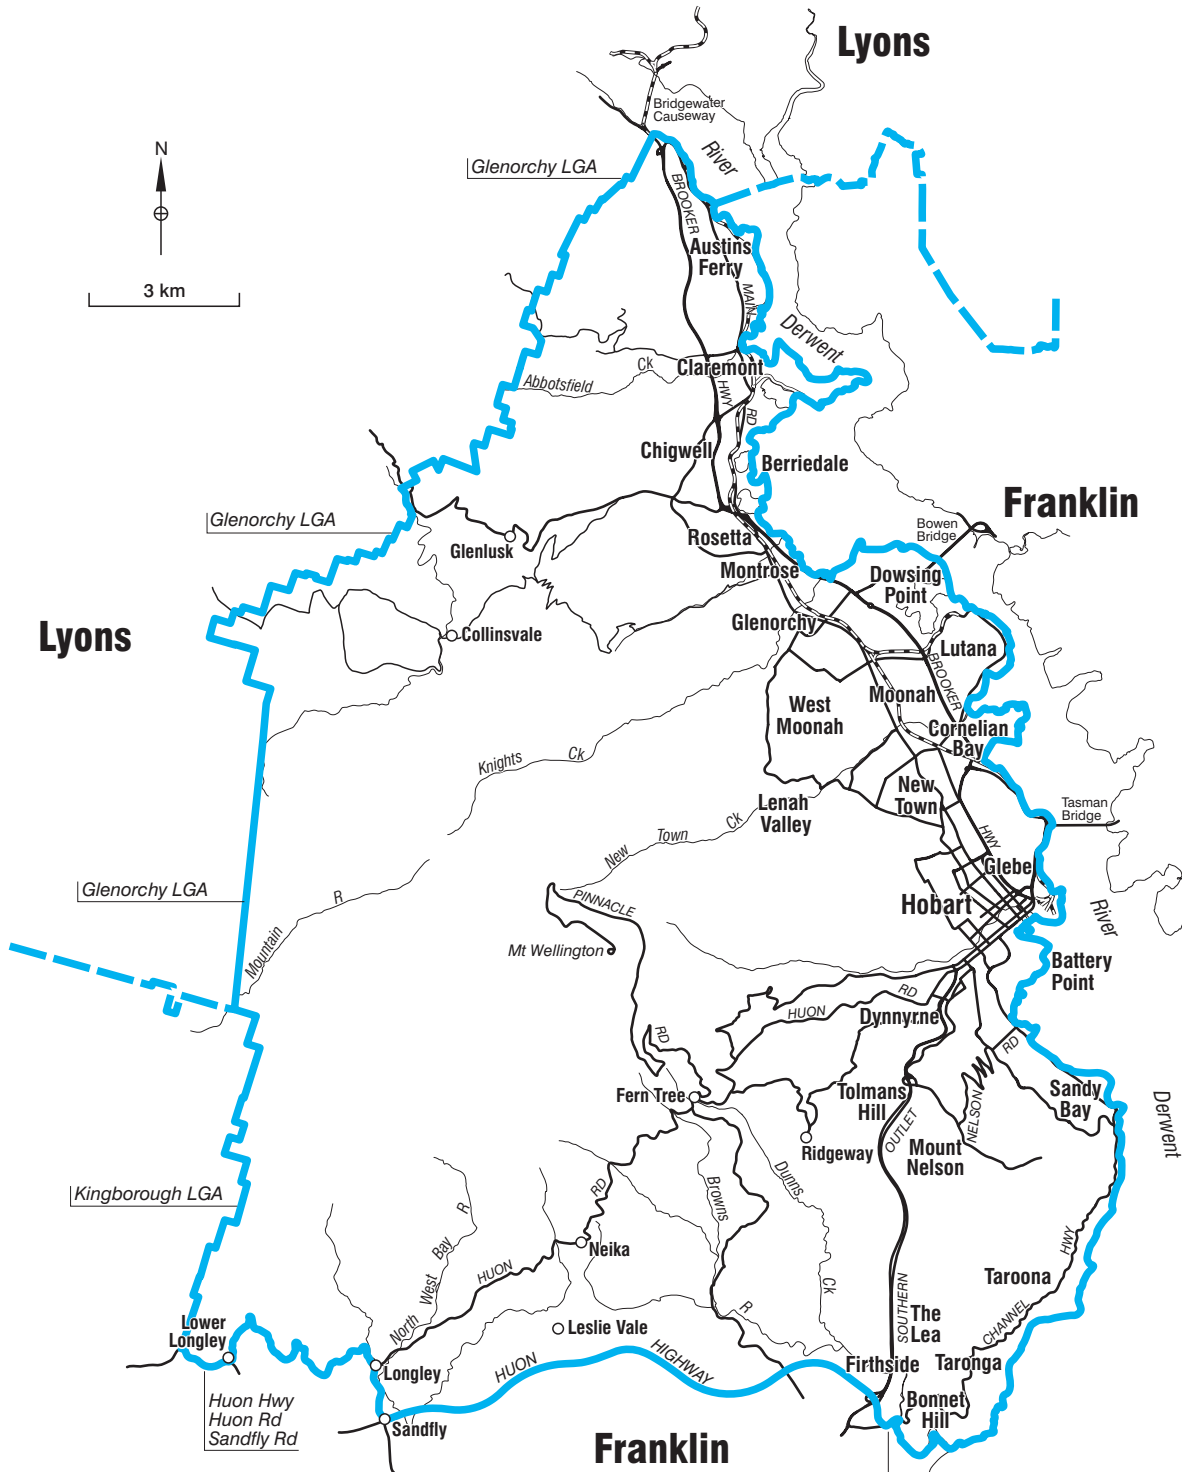 Lyons
Bridgewater
Causeway
N
River
Glenorchy LGA
BROOKER
Austins
Ferry
3 km
MAIN
Derwent
Claremont
Abbotsfield Ck
HWY
RD
Chigwell
Berriedale
Franklin
Glenorchy LGA
Bowen
Bridge
Glenlusk
Rosetta
Montrose
Dowsing
Point
Lyons
Collinsvale
Glenorchy
Lutana
BROOKER
Moonah
West
Moonah
Cornelian
Bay
Knights Ck
New
Town
Lenah
Valley
Tasman
Bridge
New Town Ck
HWY
Glebe
Glenorchy LGA
Mountain R
PINNACLE
Hobart
River
Mt Wellington
Battery
Point
RD
HUON
Dynnyrne
RD
RD
Fern Tree
Tolmans
Hill
Sandy
Bay
Derwent
OUTLET
NELSON
Ridgeway
Mount
Nelson
Kingborough LGA
RD
Browns
Dunns
North West Bay R
HUON
Neika
HWY
Taroona
Ck
SOUTHERN
CHANNEL
R
Lower
Longley
Leslie Vale
The
Lea
Longley
HUON HIGHWAY
Firthside
Taronga
Huon Hwy
Huon Rd
Sandfly Rd
Bonnet
Hill
Sandfly
Franklin